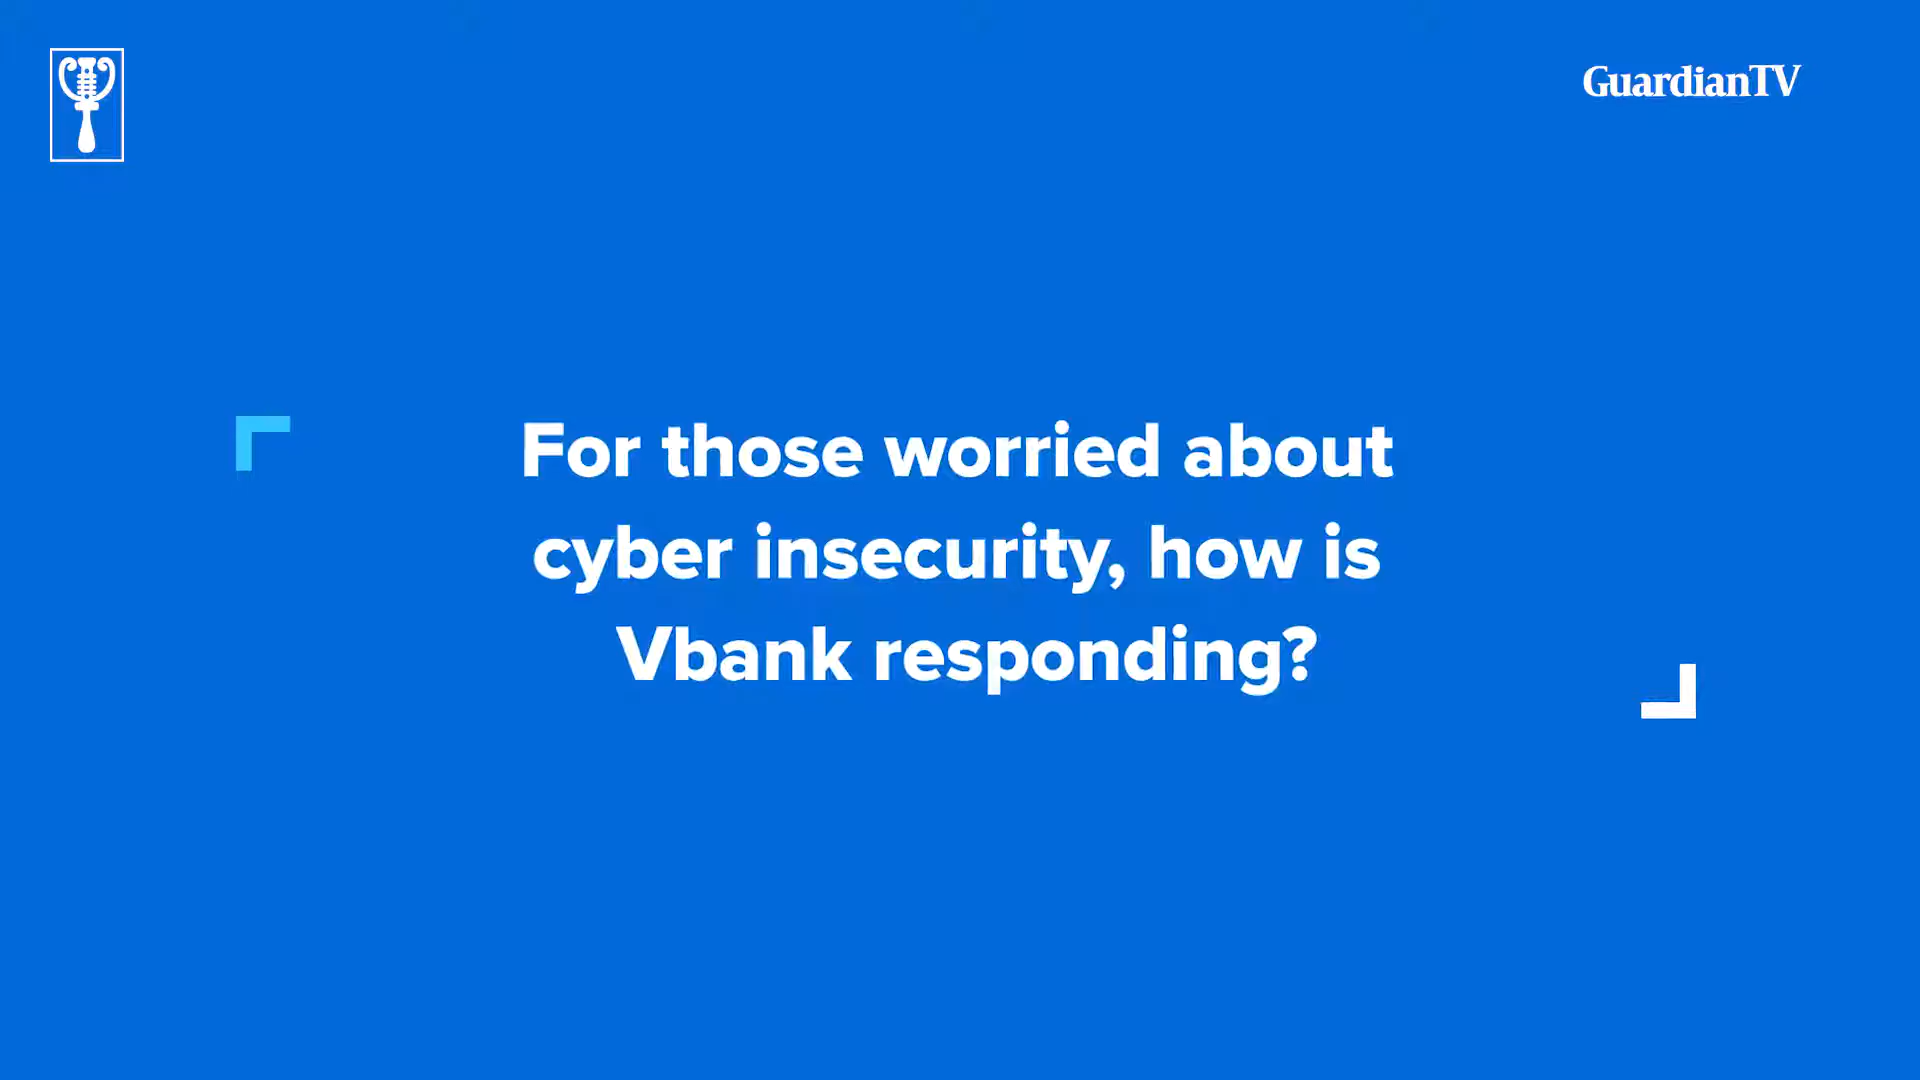 GuardianTV
For those worried about
cyber insecurity, how is
Vbank responding?